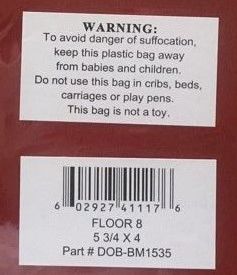 WARNING:
To avoid danger of suffocation,
keep this plastic bag away
from babies and children.
Do not use this bag in cribs, beds,
carriages or play pens.
This bag is not a toy.
6 02927 41117 6
FLOOR 8
5 3/4 X 4
Part # DOB-BM1535